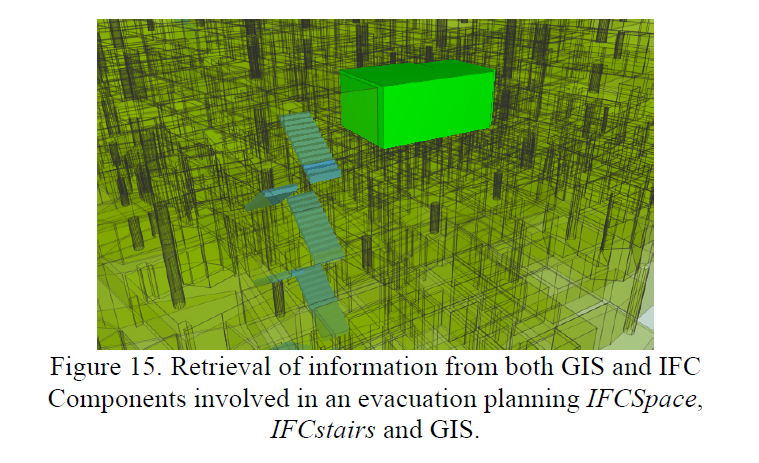 Figure 15. Retrieval of information from both GIS and IFC
Components involved in an evacuation planning IFCSpace,
IFCstairs and GIS.